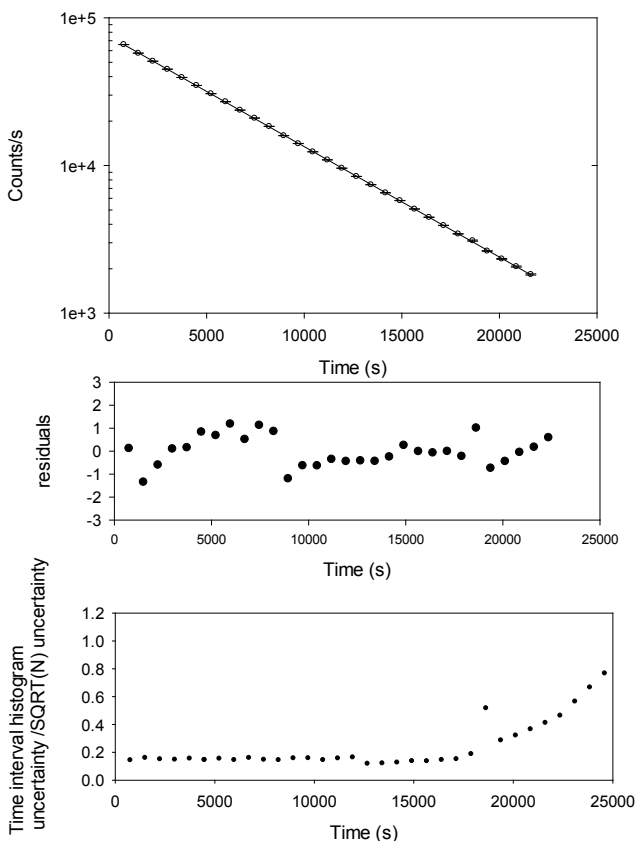 1e+5
1e+4
1e+3
Counts/s
0 5000 10000 15000 20000 25000
Time (s)
3
2
1
0
-1
-2
-3
residuals
0 5000 10000 15000 20000 25000
Time (s)
1.2
1.0
0.8
0.6
0.4
0.2
0.0
Time interval histogram
uncertainty /SQRT(N) uncertainty
0 5000 10000 15000 20000 25000
Time (s)